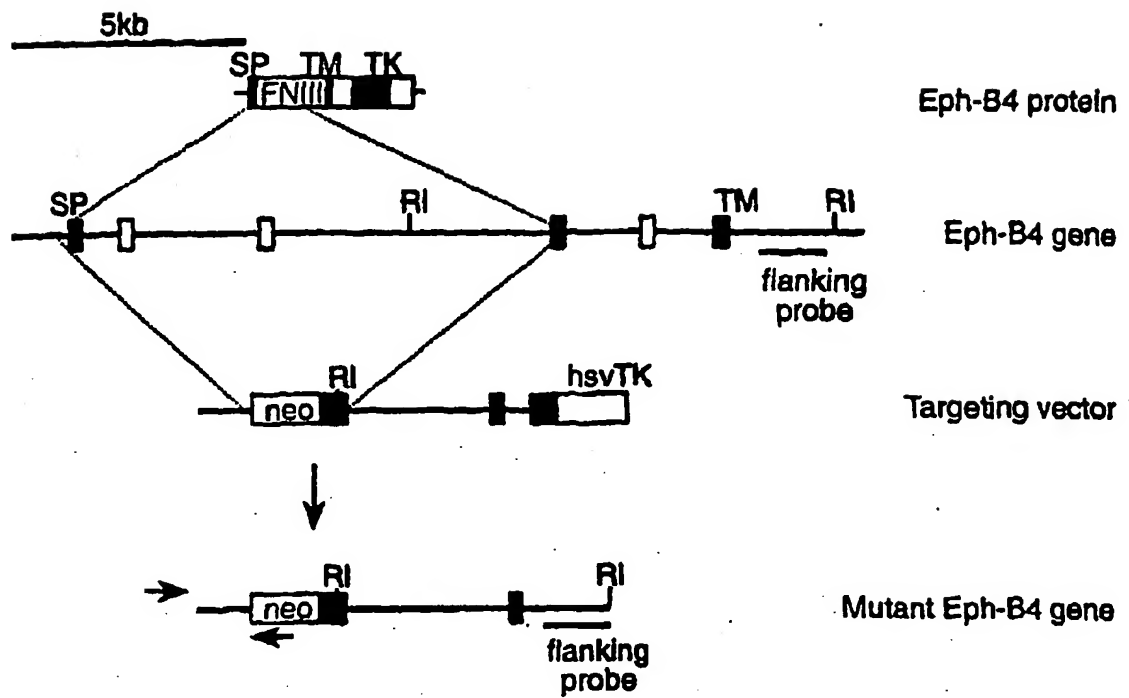 5kb
SP TM TK
FNIII
Eph-B4 protein
SP RI TM RI
Eph-B4 gene
flanking
probe
RI hsvTK
neo
Targeting vector
RI RI
neo
Mutant Eph-B4 gene
flanking
probe